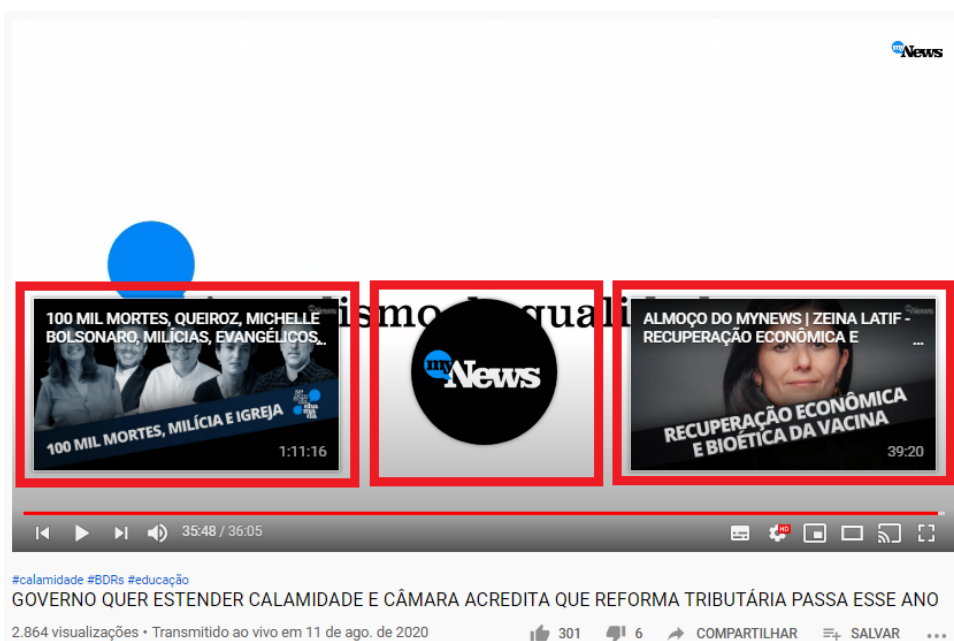 myNews
100 MIL MORTES, QUEIROZ, MICHELLE
BOLSONARO, MILÍCIAS, EVANGÉLICOS...
100 MIL MORTES, MILÍCIA E IGREJA
1:11:16
myNews
ALMOÇO DO MYNEWS | ZEINA LATIF -
RECUPERAÇÃO ECONÔMICA E ...
RECUPERAÇÃO ECONÔMICA
E BIOÉTICA DA VACINA
39:20
35:48 / 36:05
HD
#calamidade #BDRs #educação
GOVERNO QUER ESTENDER CALAMIDADE E CÂMARA ACREDITA QUE REFORMA TRIBUTÁRIA PASSA ESSE ANO
2.864 visualizações • Transmitido ao vivo em 11 de ago. de 2020
301 6 COMPARTILHAR SALVAR ...